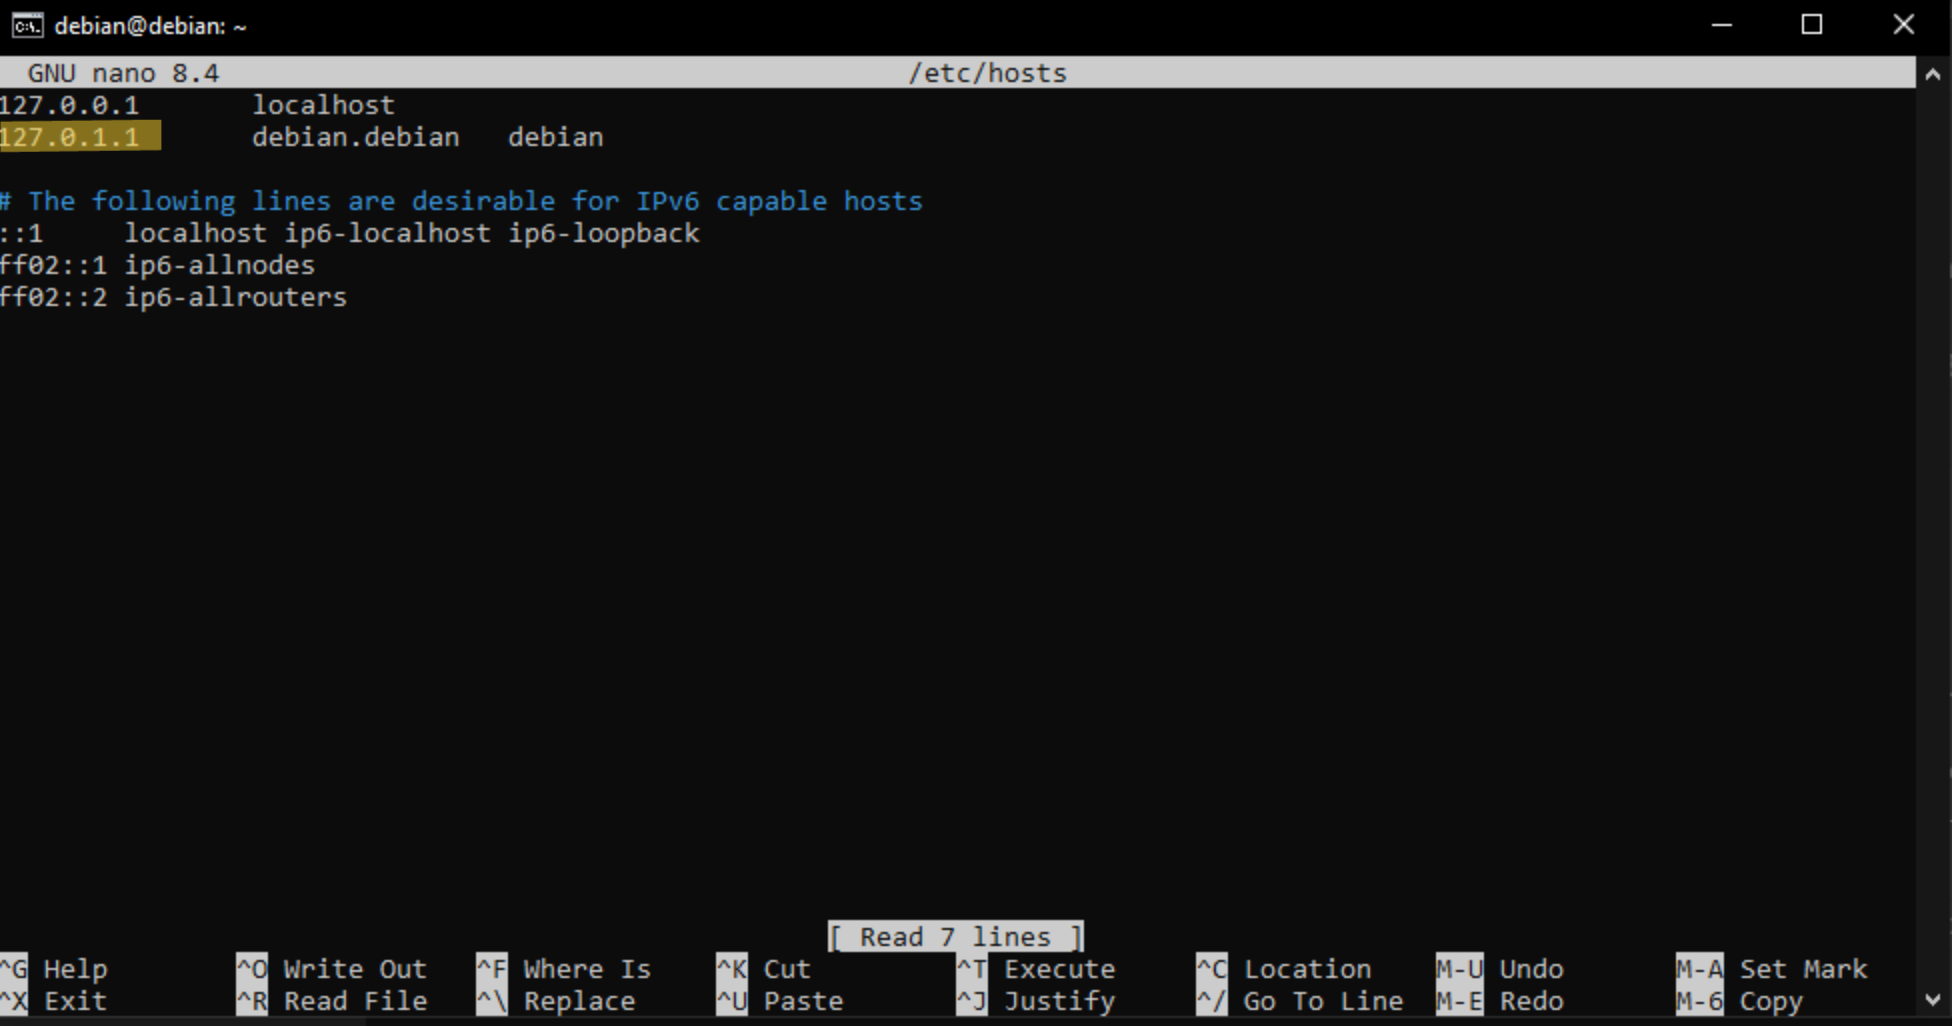 debian@debian: ~
GNU nano 8.4 /etc/hosts
127.0.0.1 localhost
127.0.1.1 debian.debian debian
# The following lines are desirable for IPv6 capable hosts
::1 localhost ip6-localhost ip6-loopback
ff02::1 ip6-allnodes
ff02::2 ip6-allrouters
[ Read 7 lines ]
^G Help ^O Write Out ^F Where Is ^K Cut ^T Execute ^C Location M-U Undo M-A Set Mark
^X Exit ^R Read File ^\ Replace ^U Paste ^J Justify ^/ Go To Line M-E Redo M-6 Copy